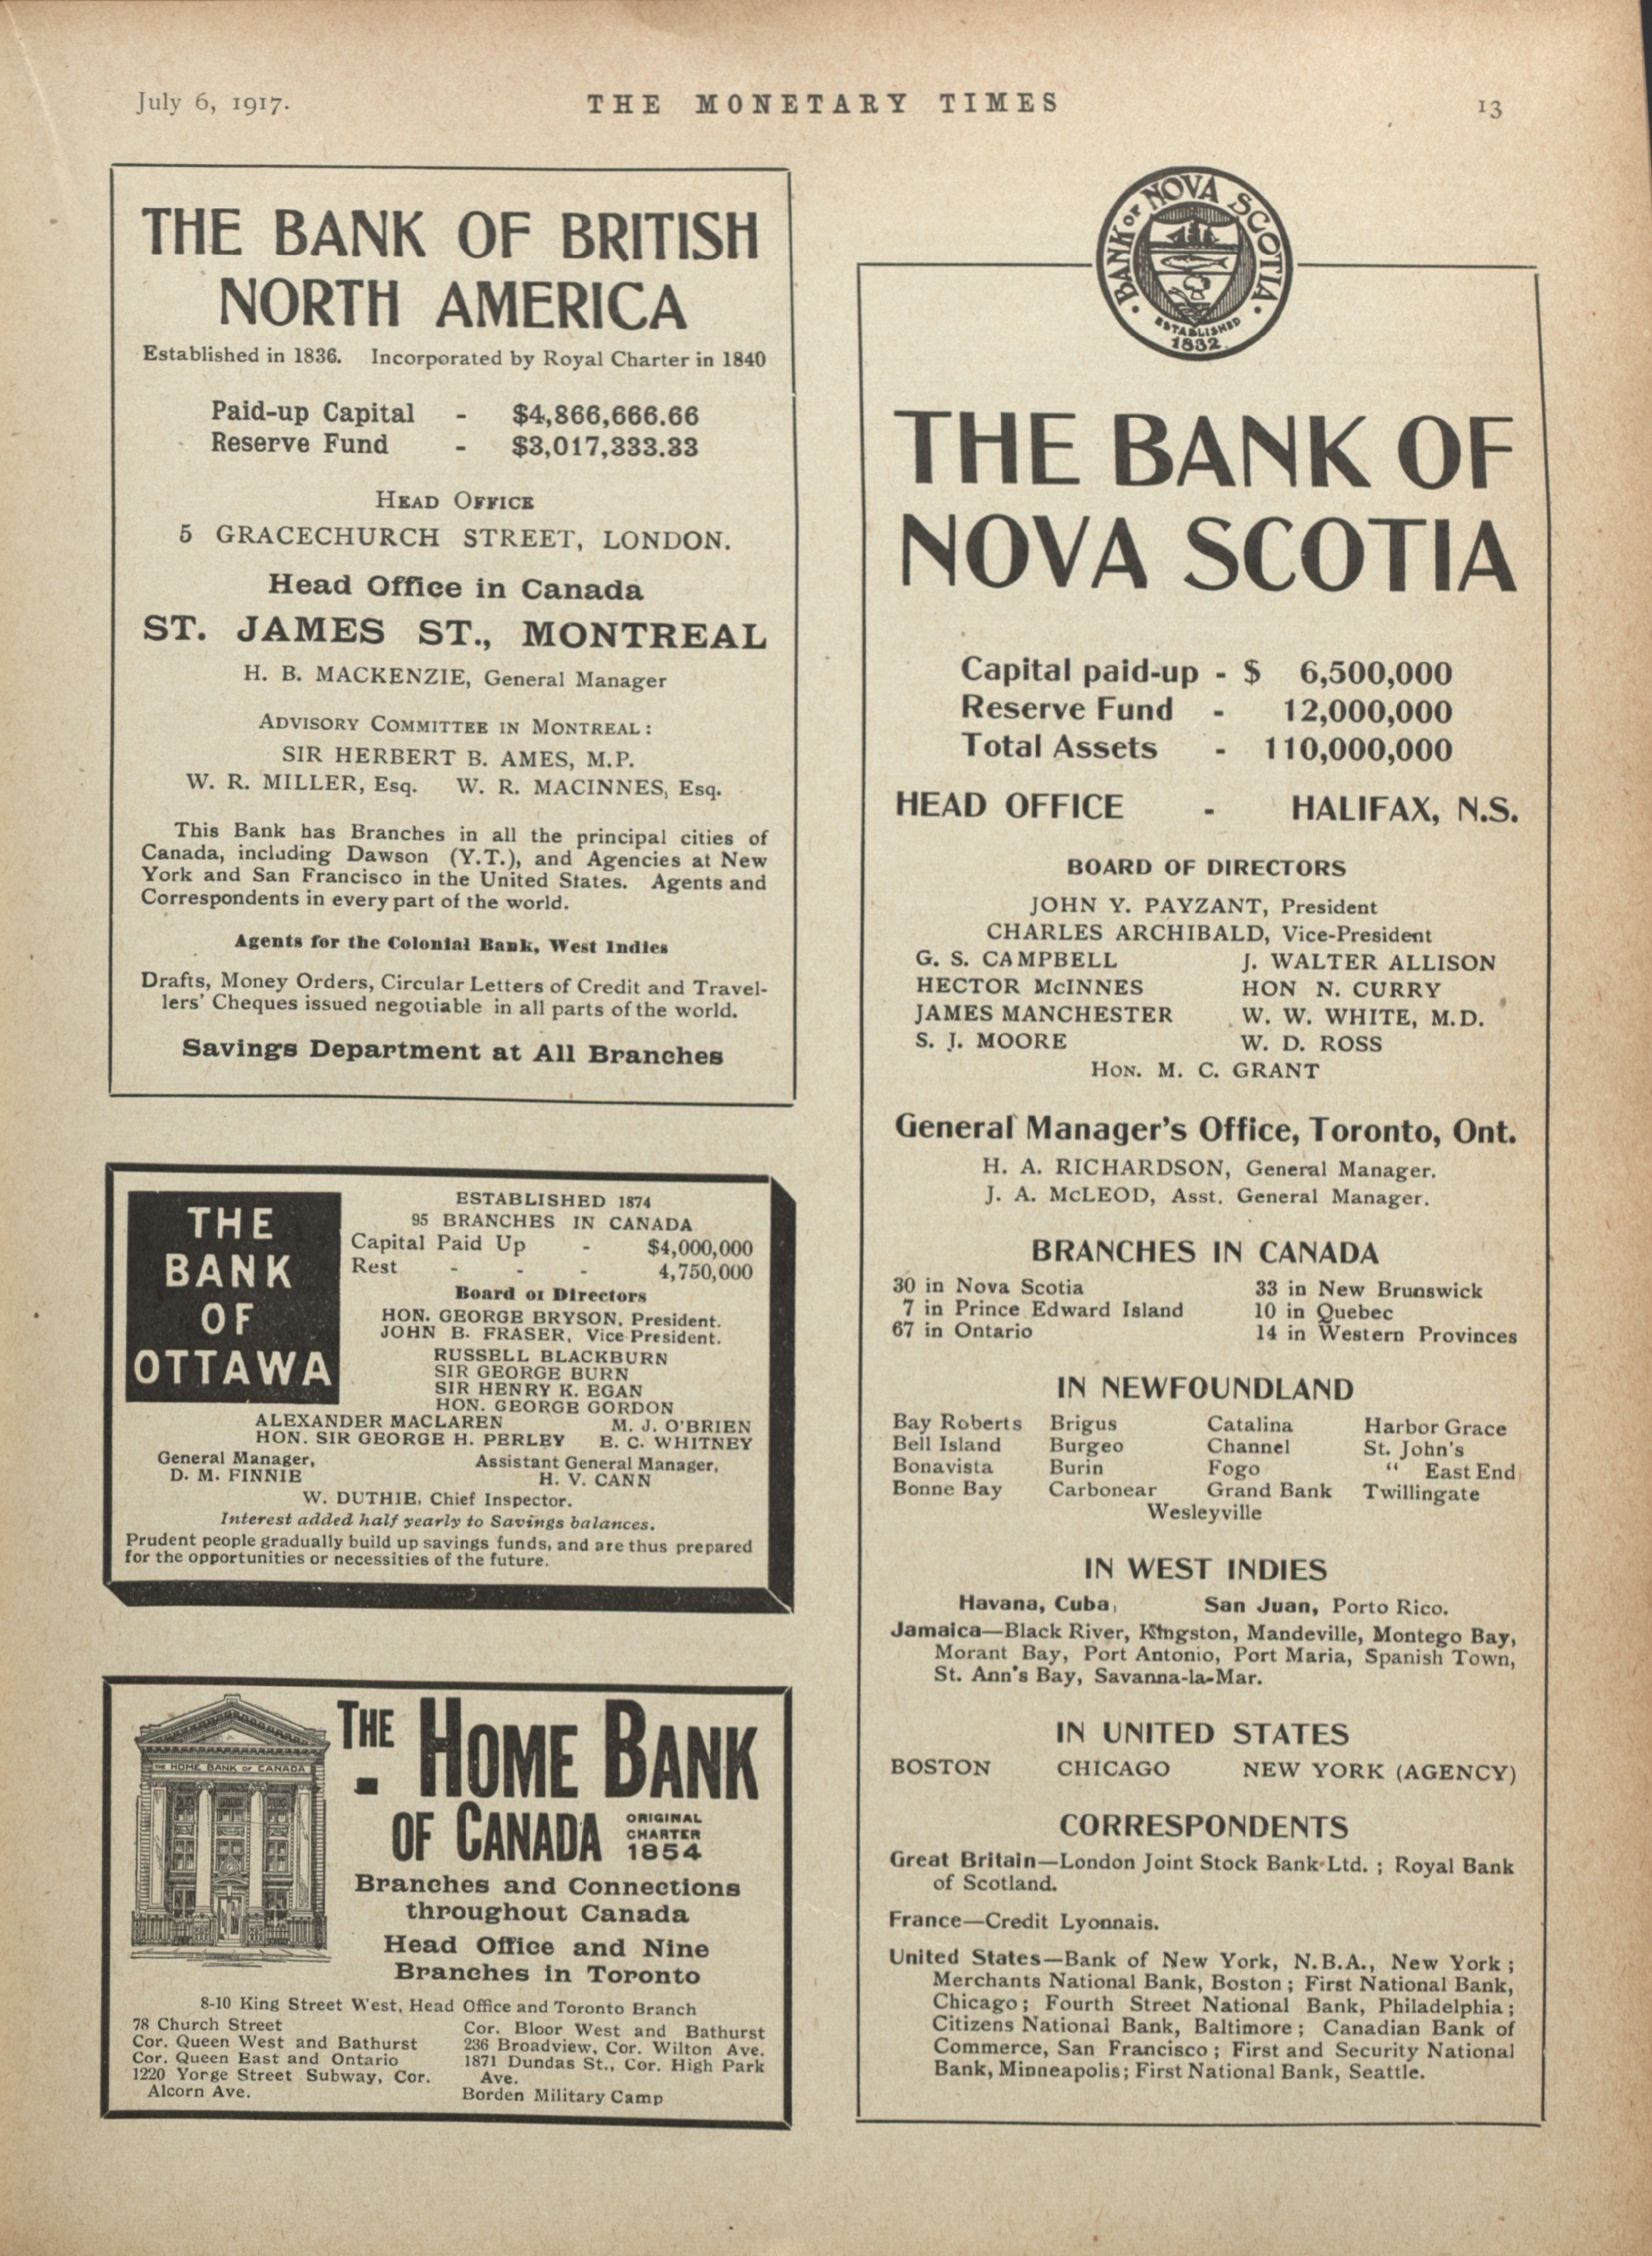 July 6, 1917.
THE MONETARY TIMES
13
THE BANK OF BRITISH
NORTH AMERICA
Established in 1836. Incorporated by Royal Charter in 1840
Paid-up Capital - $4,866,666.66
Reserve Fund - $3,017,333.33
HEAD OFFICE
5 GRACECHURCH STREET, LONDON.
Head Office in Canada
ST. JAMES ST., MONTREAL
H. B. MACKENZIE, General Manager
ADVISORY COMMITTEE IN MONTREAL:
SIR HERBERT B. AMES, M.P.
W. R. MILLER, Esq. W. R. MACINNES, Esq.
This Bank has Branches in all the principal cities of
Canada, including Dawson (Y.T.), and Agencies at New
York and San Francisco in the United States. Agents and
Correspondents in every part of the world.
Agents for the Colonial Bank, West Indies
Drafts, Money Orders, Circular Letters of Credit and Travel-
lers' Cheques issued negotiable in all parts of the world.
Savings Department at All Branches
THE
BANK
OF
OTTAWA
ESTABLISHED 1874
95 BRANCHES IN CANADA
Capital Paid Up - $4,000,000
Rest - - - 4,750,000
Board of Directors
HON. GEORGE BRYSON, President.
JOHN B. FRASER, Vice President.
RUSSELL BLACKBURN
SIR GEORGE BURN
SIR HENRY K. EGAN
HON. GEORGE GORDON
ALEXANDER MACLAREN M. J. O'BRIEN
HON. SIR GEORGE H. PERLEY E. C. WHITNEY
General Manager, Assistant General Manager,
D. M. FINNIE H. V. CANN
W. DUTHIE, Chief Inspector.
Interest added half yearly to Savings balances.
Prudent people gradually build up savings funds, and are thus prepared
for the opportunities or necessities of the future.
THE HOME BANK OF CANADA
THE HOME BANK
OF CANADA
ORIGINAL
CHARTER
1854
Branches and Connections
throughout Canada
Head Office and Nine
Branches in Toronto
8-10 King Street West, Head Office and Toronto Branch
78 Church Street
Cor. Queen West and Bathurst
Cor. Queen East and Ontario
1220 Yorge Street Subway, Cor.
Alcorn Ave.
Cor. Bloor West and Bathurst
236 Broadview, Cor. Wilton Ave.
1871 Dundas St., Cor. High Park
Ave.
Borden Military Camp
BANK OF NOVA SCOTIA
ESTABLISHED
1832
THE BANK OF
NOVA SCOTIA
Capital paid-up - $ 6,500,000
Reserve Fund - 12,000,000
Total Assets - 110,000,000
HEAD OFFICE - HALIFAX, N.S.
BOARD OF DIRECTORS
JOHN Y. PAYZANT, President
CHARLES ARCHIBALD, Vice-President
G. S. CAMPBELL J. WALTER ALLISON
HECTOR McINNES HON N. CURRY
JAMES MANCHESTER W. W. WHITE, M.D.
S. J. MOORE W. D. ROSS
HON. M. C. GRANT
General Manager's Office, Toronto, Ont.
H. A. RICHARDSON, General Manager.
J. A. McLEOD, Asst. General Manager.
BRANCHES IN CANADA
30 in Nova Scotia 33 in New Brunswick
7 in Prince Edward Island 10 in Quebec
67 in Ontario 14 in Western Provinces
IN NEWFOUNDLAND
Bay Roberts Brigus Catalina Harbor Grace
Bell Island Burgeo Channel St. John's
Bonavista Burin Fogo " East End
Bonne Bay Carbonear Grand Bank Twillingate
Wesleyville
IN WEST INDIES
Havana, Cuba, San Juan, Porto Rico.
Jamaica—Black River, Kingston, Mandeville, Montego Bay,
Morant Bay, Port Antonio, Port Maria, Spanish Town,
St. Ann's Bay, Savanna-la-Mar.
IN UNITED STATES
BOSTON CHICAGO NEW YORK (AGENCY)
CORRESPONDENTS
Great Britain—London Joint Stock Bank Ltd. ; Royal Bank
of Scotland.
France—Credit Lyonnais.
United States—Bank of New York, N.B.A., New York ;
Merchants National Bank, Boston ; First National Bank,
Chicago ; Fourth Street National Bank, Philadelphia ;
Citizens National Bank, Baltimore ; Canadian Bank of
Commerce, San Francisco ; First and Security National
Bank, Minneapolis; First National Bank, Seattle.